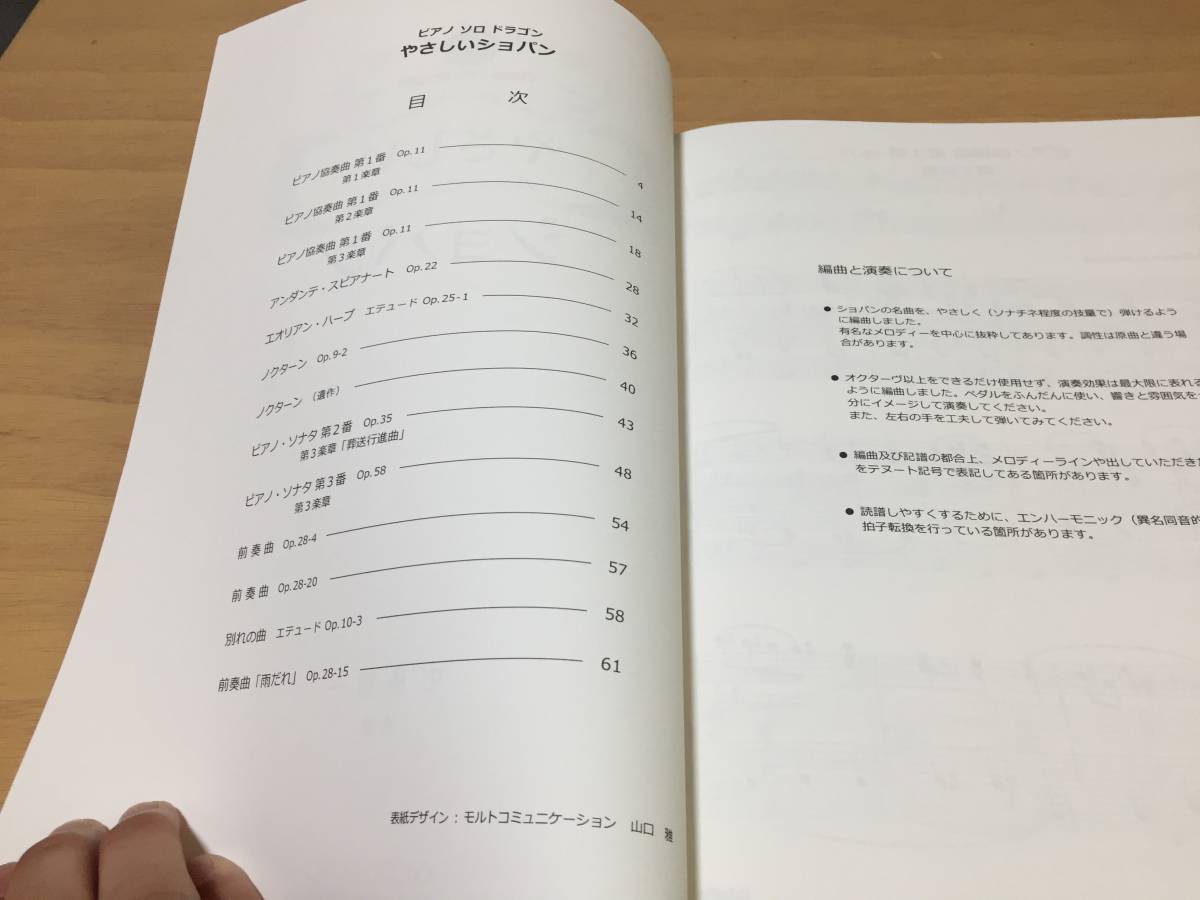 ピアノ ソロ ドラゴン
やさしいショパン
目 次
ピアノ協奏曲 第1番 Op.11 4
第1楽章
ピアノ協奏曲 第1番 Op.11 14
第2楽章
ピアノ協奏曲 第1番 Op.11 18
第3楽章
アンダンテ・スピアナート Op.22 28
エオリアン・ハープ エテュード Op.25-1 32
ノクターン Op.9-2 36
ノクターン (遺作) 40
ピアノ・ソナタ 第2番 Op.35 43
第3楽章「葬送行進曲」
ピアノ・ソナタ 第3番 Op.58 48
第3楽章
前奏曲 Op.28-4 54
前奏曲 Op.28-20 57
別れの曲 エテュード Op.10-3 58
前奏曲「雨だれ」 Op.28-15 61
表紙デザイン:モルトコミュニケーション 山口 雅
編曲と演奏について
● ショパンの名曲を、やさしく(ソナチネ程度の技量で)弾けるよう
に編曲しました。
有名なメロディーを中心に抜粋してあります。調性は原曲と違う場
合があります。
● オクターヴ以上をできるだけ使用せず、演奏効果は最大限に表れる
ように編曲しました。ペダルをふんだんに使い、響きと雰囲気を
分にイメージして演奏してください。
また、左右の手を工夫して弾いてみてください。
● 編曲及び記譜の都合上、メロディーラインや出していただき
をテヌート記号で表記してある箇所があります。
● 読譜しやすくするために、エンハーモニック(異名同音的
拍子転換を行っている箇所があります。